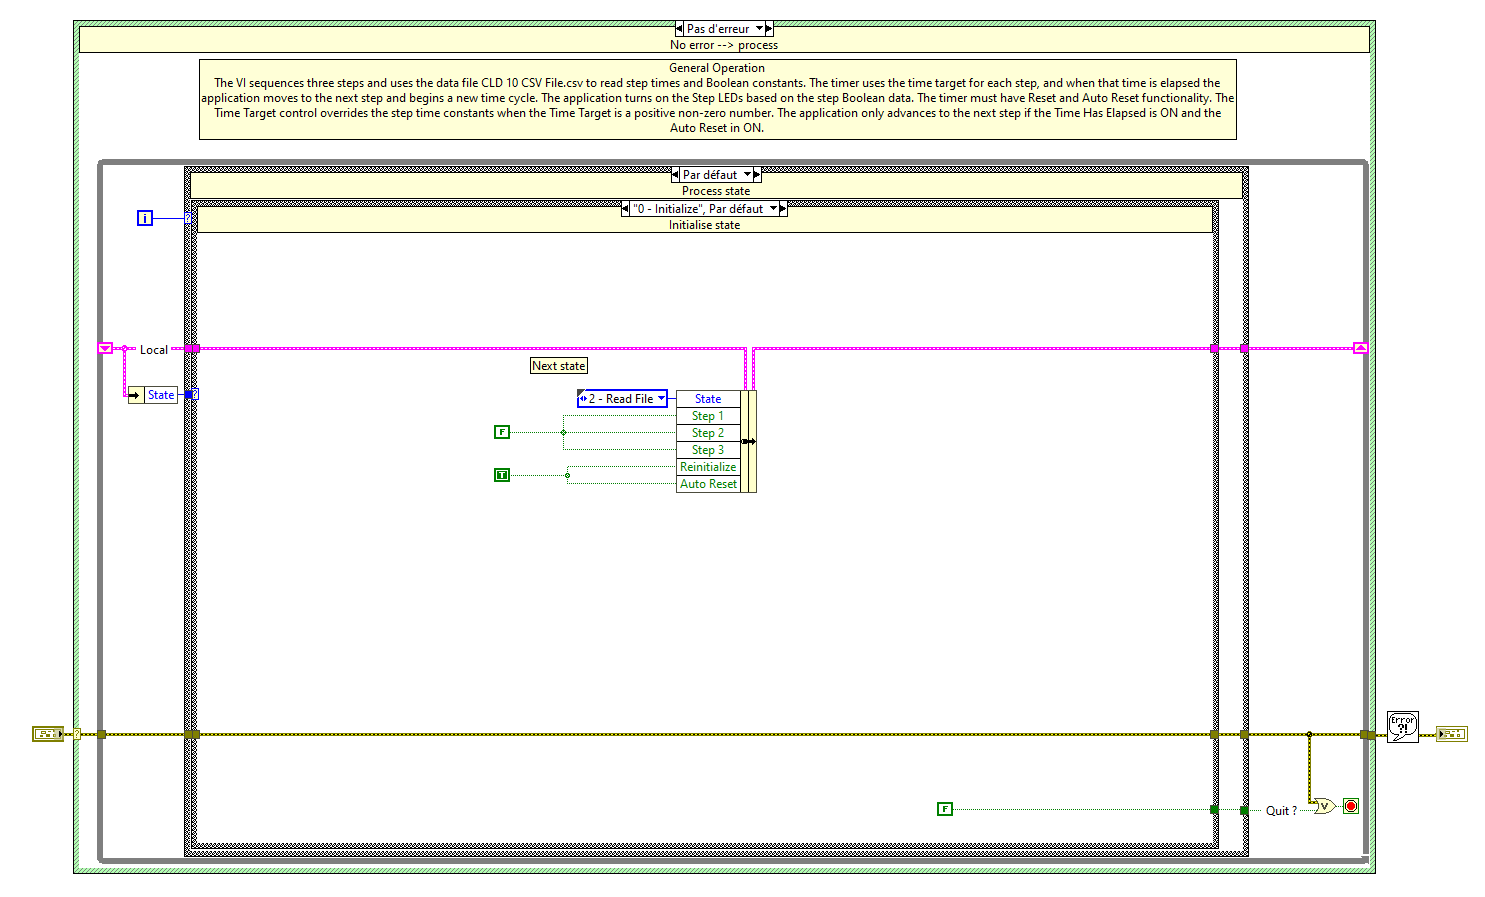 Pas d'erreur
No error --> process
General Operation
The VI sequences three steps and uses the data file CLD 10 CSV File.csv to read step times and Boolean constants. The timer uses the time target for each step, and when that time is elapsed the
application moves to the next step and begins a new time cycle. The application turns on the Step LEDs based on the step Boolean data. The timer must have Reset and Auto Reset functionality. The
Time Target control overrides the step time constants when the Time Target is a positive non-zero number. The application only advances to the next step if the Time Has Elapsed is ON and the
Auto Reset in ON.
Par défaut
Process state
"0 - Initialize", Par défaut
Initialise state
i
?
Local
Next state
State
?
2 - Read File
State
Step 1
F
Step 2
Step 3
T
Reinitialize
Auto Reset
?
Error
?!
F
Quit ?
V